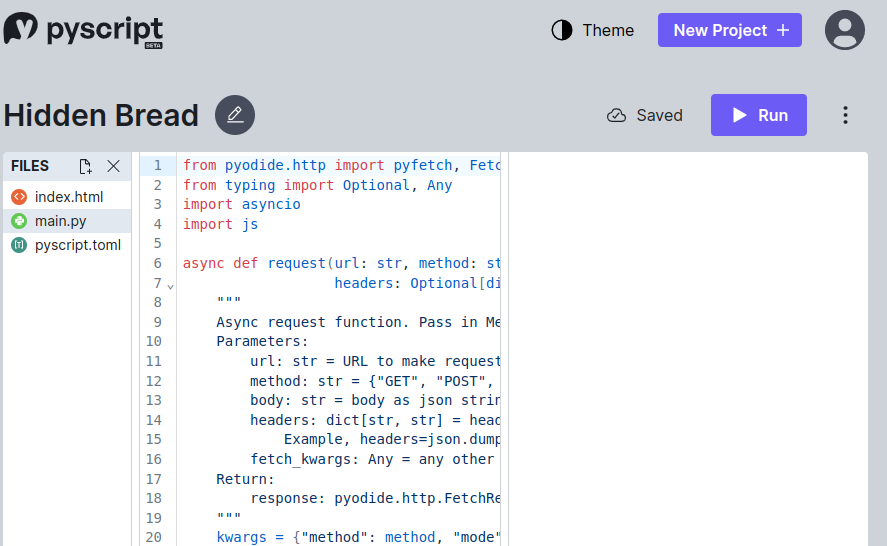 pyscript
BETA
Theme
New Project +
Hidden Bread
Saved
Run
FILES
index.html
main.py
pyscript.toml
1 from pyodide.http import pyfetch, Fetc
2 from typing import Optional, Any
3 import asyncio
4 import js
5
6 async def request(url: str, method: st
7 headers: Optional[di
8 """
9 Async request function. Pass in Me
10 Parameters:
11 url: str = URL to make request
12 method: str = {"GET", "POST",
13 body: str = body as json strin
14 headers: dict[str, str] = head
15 Example, headers=json.dump
16 fetch_kwargs: Any = any other
17 Return:
18 response: pyodide.http.FetchRe
19 """
20 kwargs = {"method": method, "mode"